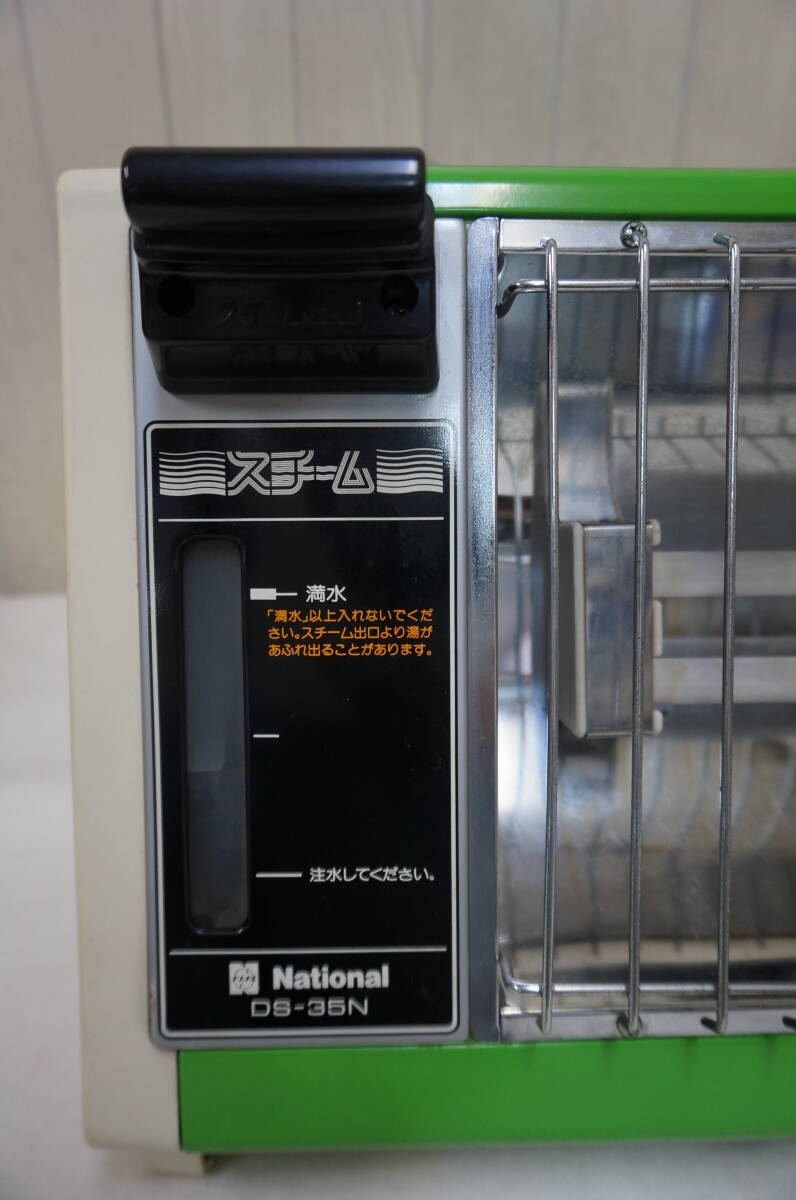 スチーム
満水
「満水」以上入れないでくだ
さい。スチーム出口より湯が
あふれ出ることがあります。
注水してください。
National
DS-35N